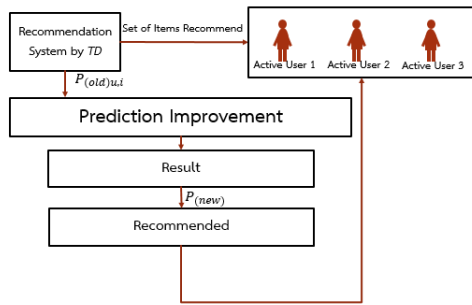 Recommendation
System by TD
Set of Items Recommend
Active User 1
Active User 2
Active User 3
P(old)u,i
Prediction Improvement
Result
P(new)
Recommended